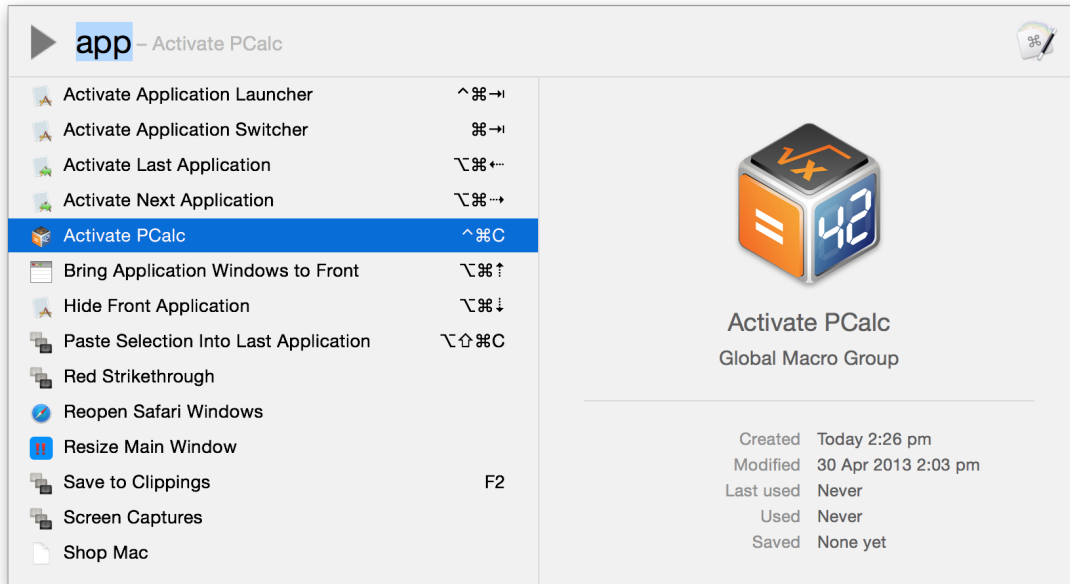 app – Activate PCalc
Activate Application Launcher ^⌘⇥
Activate Application Switcher ⌘⇥
Activate Last Application ⌥⌘⇠
Activate Next Application ⌥⌘⇢
Activate PCalc ^⌘C
Bring Application Windows to Front ⌥⌘⇡
Hide Front Application ⌥⌘⇣
Paste Selection Into Last Application ⌥⇧⌘C
Red Strikethrough
Reopen Safari Windows
Resize Main Window
Save to Clippings F2
Screen Captures
Shop Mac
√x
= 42
Activate PCalc
Global Macro Group
Created Today 2:26 pm
Modified 30 Apr 2013 2:03 pm
Last used Never
Used Never
Saved None yet